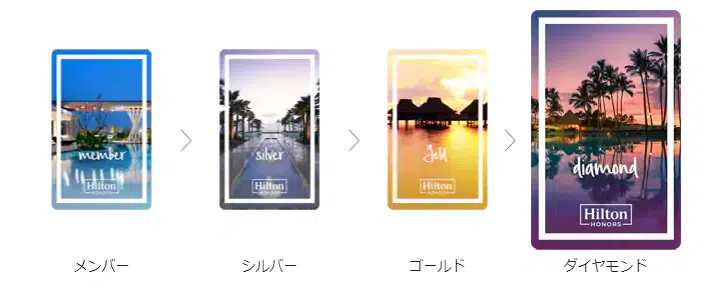 member
Hilton
HONORS
silver
Hilton
HONORS
Gold
Hilton
HONORS
diamond
Hilton
HONORS
メンバー
シルバー
ゴールド
ダイヤモンド